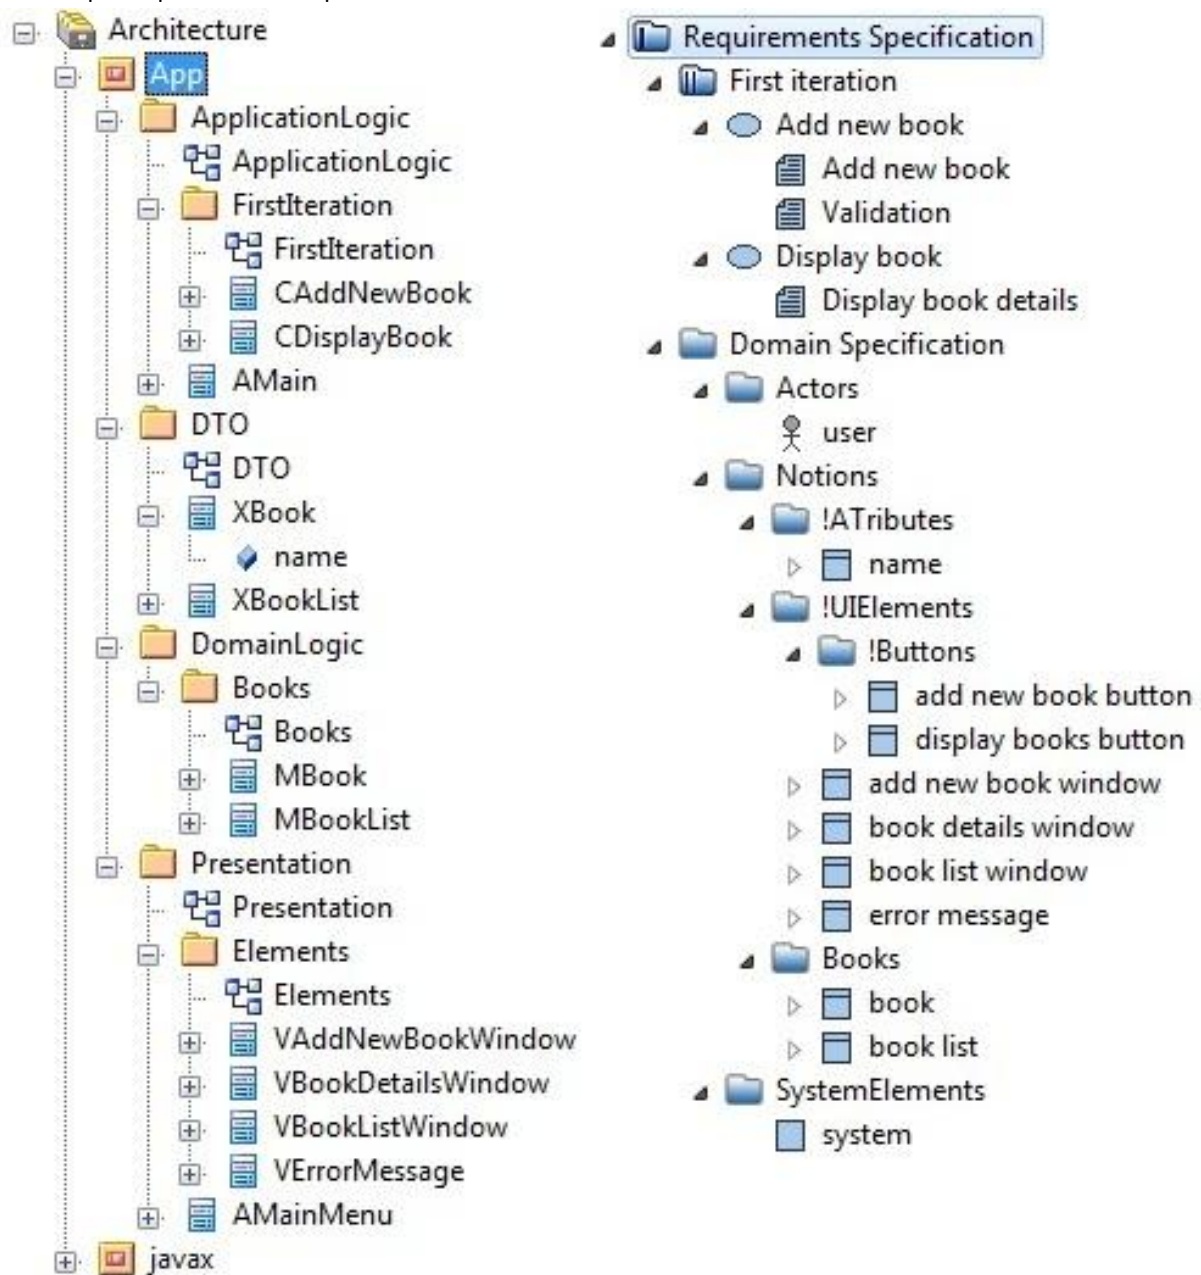 Architecture
App
ApplicationLogic
ApplicationLogic
FirstIteration
FirstIteration
CAddNewBook
CDisplayBook
AMain
DTO
DTO
XBook
name
XBookList
DomainLogic
Books
Books
MBook
MBookList
Presentation
Presentation
Elements
Elements
VAddNewBookWindow
VBookDetailsWindow
VBookListWindow
VErrorMessage
AMainMenu
javax
Requirements Specification
First iteration
Add new book
Add new book
Validation
Display book
Display book details
Domain Specification
Actors
user
Notions
!ATributes
name
!UIElements
!Buttons
add new book button
display books button
add new book window
book details window
book list window
error message
Books
book
book list
SystemElements
system